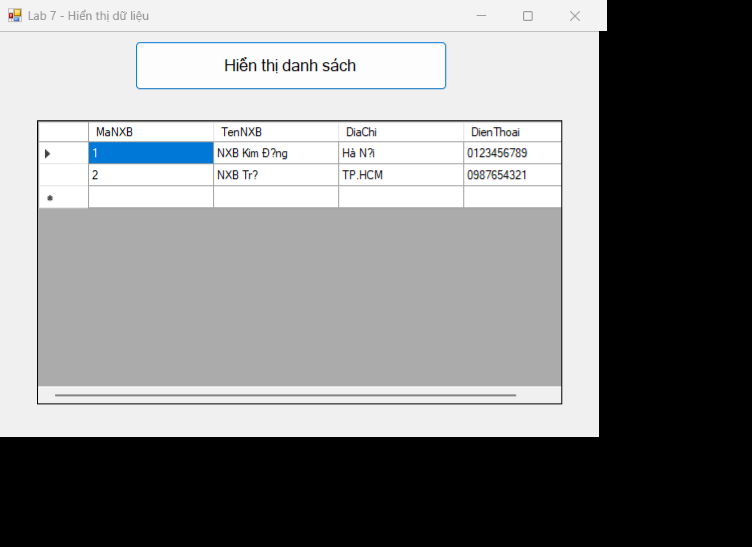 Lab 7 - Hiển thị dữ liệu
Hiển thị danh sách
MaNXB TenNXB DiaChi DienThoai
1 NXB Kim Đ?ng Hà N?i 0123456789
2 NXB Tr? TP.HCM 0987654321